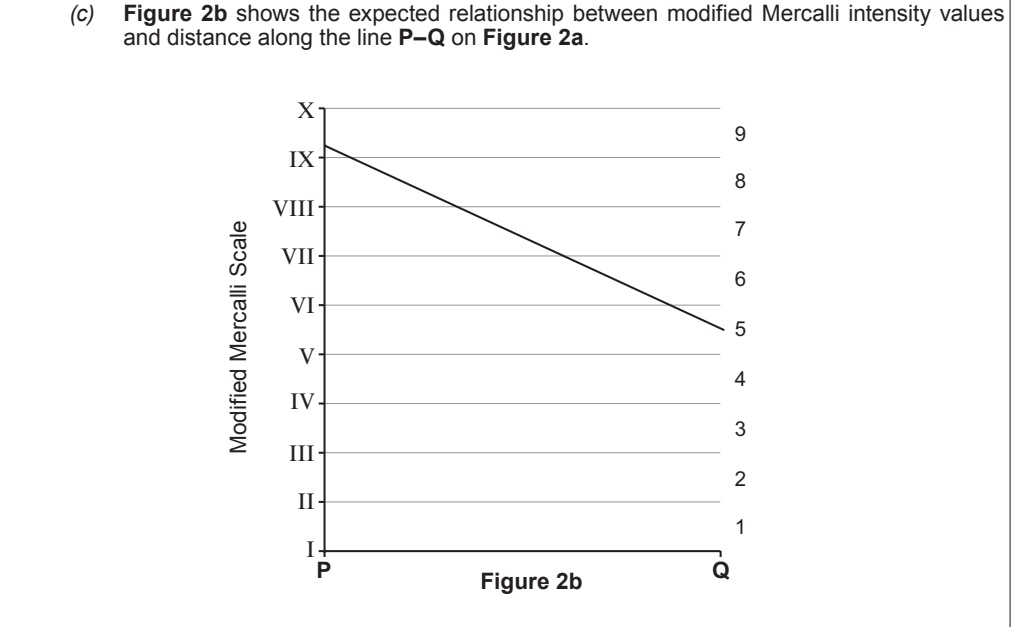 (c) Figure 2b shows the expected relationship between modified Mercalli intensity values
and distance along the line P–Q on Figure 2a.
X
9
IX
8
VIII
7
VII
6
VI
5
V
4
IV
3
III
2
II
1
I
Modified Mercalli Scale
P
Q
Figure 2b